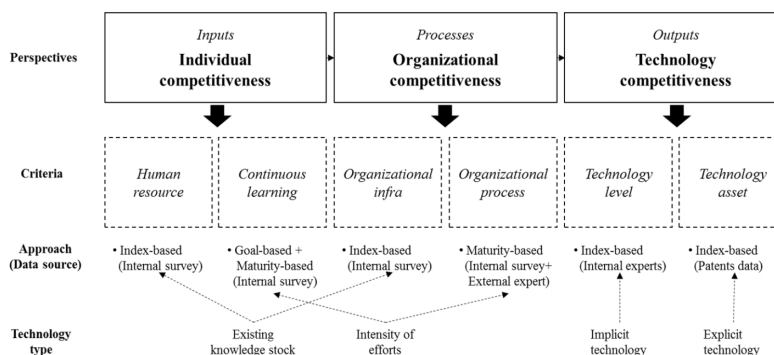 Inputs Processes Outputs
Perspectives Individual competitiveness Organizational competitiveness Technology competitiveness
Criteria Human resource Continuous learning Organizational infra Organizational process Technology level Technology asset
Approach (Data source) • Index-based (Internal survey) • Goal-based + Maturity-based (Internal survey) • Index-based (Internal survey) • Maturity-based (Internal survey+ External expert) • Index-based (Internal experts) • Index-based (Patents data)
Technology type Existing knowledge stock Intensity of efforts Implicit technology Explicit technology